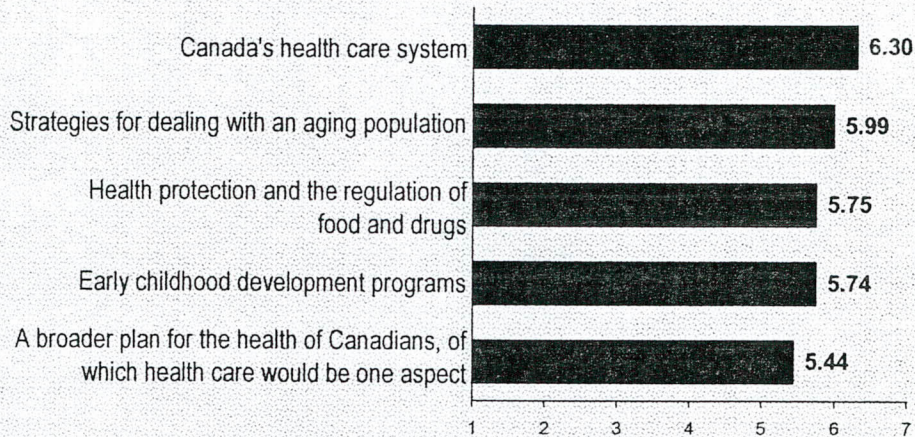 Canada's health care system 6.30
Strategies for dealing with an aging population 5.99
Health protection and the regulation of
food and drugs 5.75
Early childhood development programs 5.74
A broader plan for the health of Canadians, of
which health care would be one aspect 5.44
1 2 3 4 5 6 7